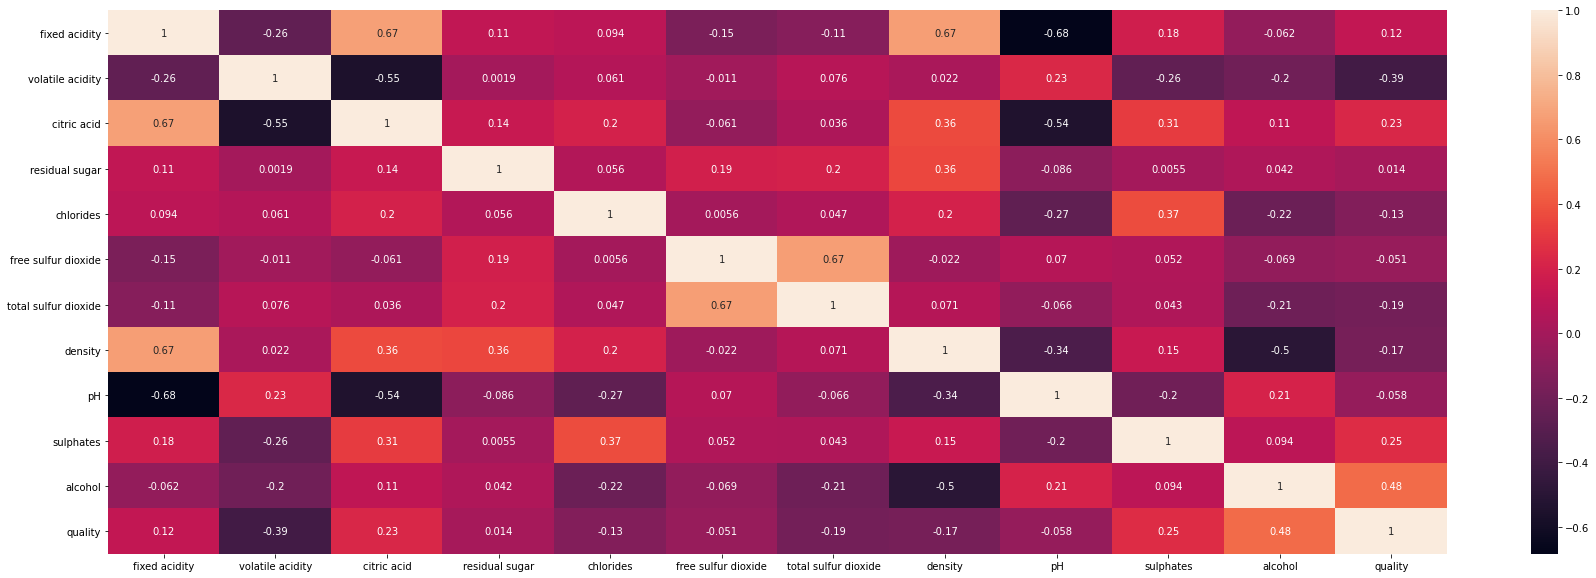 fixed acidity 1 -0.26 0.67 0.11 0.094 -0.15 -0.11 0.67 -0.68 0.18 -0.062 0.12
volatile acidity -0.26 1 -0.55 0.0019 0.061 -0.011 0.076 0.022 0.23 -0.26 -0.2 -0.39
citric acid 0.67 -0.55 1 0.14 0.2 -0.061 0.036 0.36 -0.54 0.31 0.11 0.23
residual sugar 0.11 0.0019 0.14 1 0.056 0.19 0.2 0.36 -0.086 0.0055 0.042 0.014
chlorides 0.094 0.061 0.2 0.056 1 0.0056 0.047 0.2 -0.27 0.37 -0.22 -0.13
free sulfur dioxide -0.15 -0.011 -0.061 0.19 0.0056 1 0.67 -0.022 0.07 0.052 -0.069 -0.051
total sulfur dioxide -0.11 0.076 0.036 0.2 0.047 0.67 1 0.071 -0.066 0.043 -0.21 -0.19
density 0.67 0.022 0.36 0.36 0.2 -0.022 0.071 1 -0.34 0.15 -0.5 -0.17
pH -0.68 0.23 -0.54 -0.086 -0.27 0.07 -0.066 -0.34 1 -0.2 0.21 -0.058
sulphates 0.18 -0.26 0.31 0.0055 0.37 0.052 0.043 0.15 -0.2 1 0.094 0.25
alcohol -0.062 -0.2 0.11 0.042 -0.22 -0.069 -0.21 -0.5 0.21 0.094 1 0.48
quality 0.12 -0.39 0.23 0.014 -0.13 -0.051 -0.19 -0.17 -0.058 0.25 0.48 1
fixed acidity volatile acidity citric acid residual sugar chlorides free sulfur dioxide total sulfur dioxide density pH sulphates alcohol quality
1.0
0.8
0.6
0.4
0.2
0.0
−0.2
−0.4
−0.6